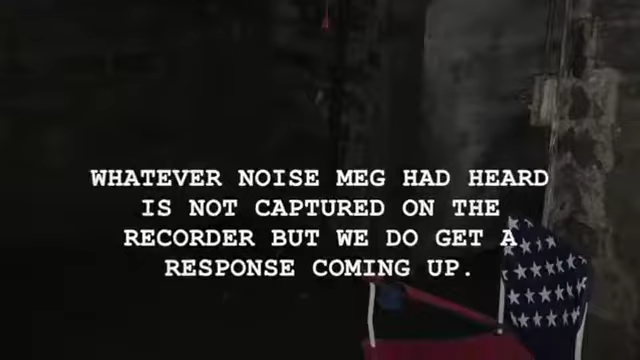 WHATEVER NOISE MEG HAD HEARD
IS NOT CAPTURED ON THE
RECORDER BUT WE DO GET A
RESPONSE COMING UP.